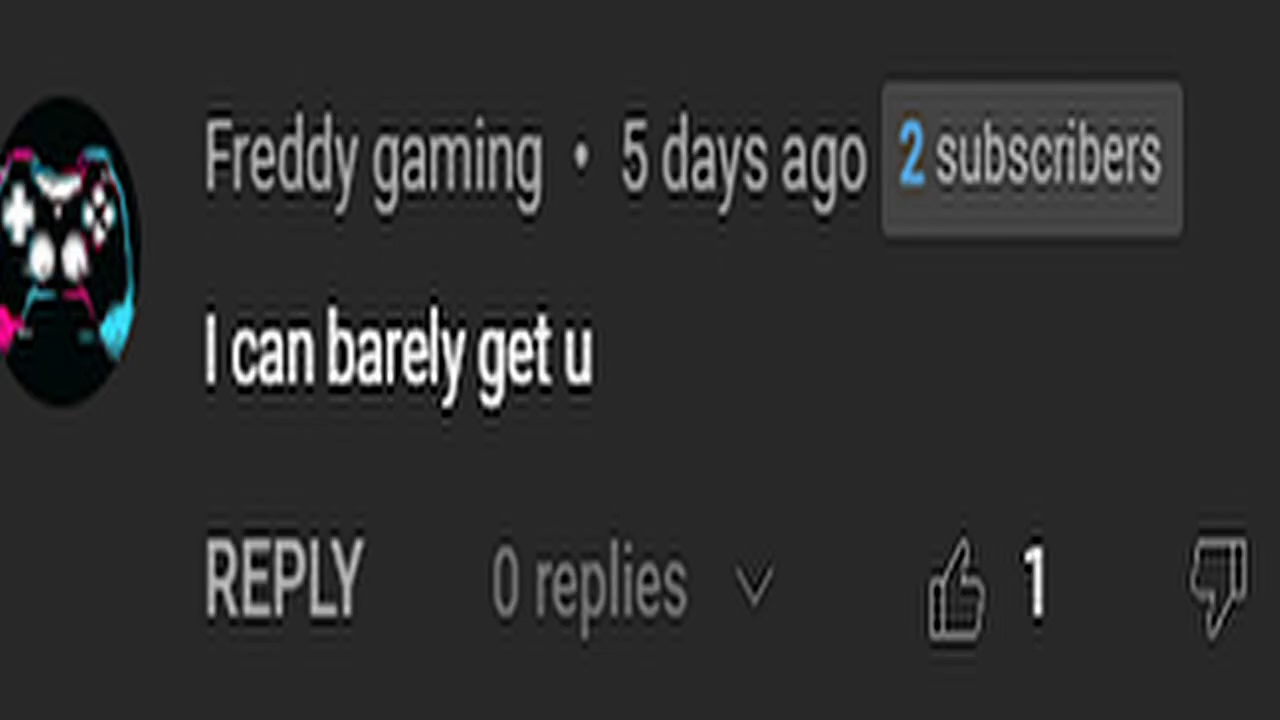 Freddy gaming • 5 days ago 2 subscribers
I can barely get u
REPLY 0 replies 1